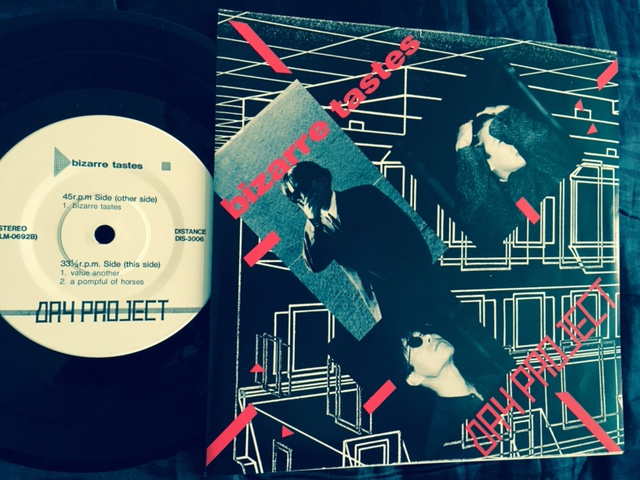 bizarre tastes
45r.p.m Side (other side)
1. bizarre tastes
STEREO
LM-0692B)
DISTANCE
DIS-3006
33⅓r.p.m. Side (this side)
1. value another
2. a pompful of horses
DAY PROJECT
bizarre tastes
DAY PROJECT